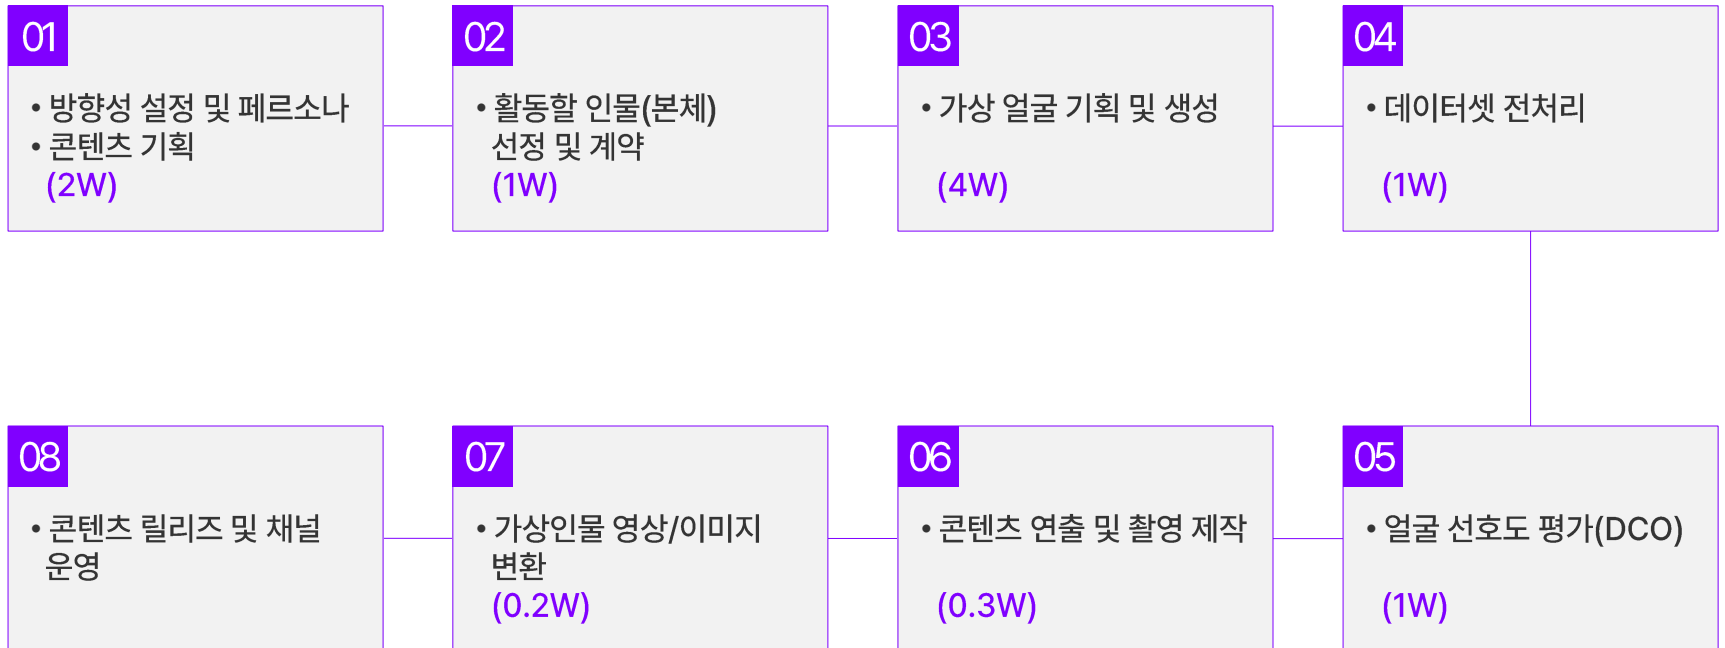 01
• 방향성 설정 및 페르소나
• 콘텐츠 기획
(2W)
02
• 활동할 인물(본체)
선정 및 계약
(1W)
03
• 가상 얼굴 기획 및 생성
(4W)
04
• 데이터셋 전처리
(1W)
05
• 얼굴 선호도 평가(DCO)
(1W)
06
• 콘텐츠 연출 및 촬영 제작
(0.3W)
07
• 가상인물 영상/이미지
변환
(0.2W)
08
• 콘텐츠 릴리즈 및 채널
운영